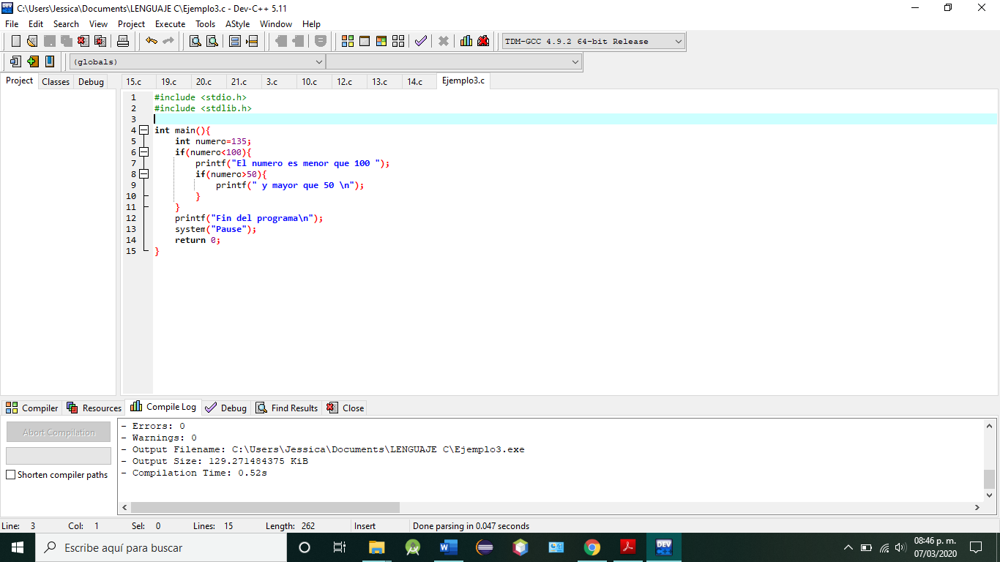 C:\Users\Jessica\Documents\LENGUAJE C\Ejemplo3.c - Dev-C++ 5.11
File Edit Search View Project Execute Tools AStyle Window Help
TDM-GCC 4.9.2 64-bit Release
(globals)
Project Classes Debug 15.c 19.c 20.c 21.c 3.c 10.c 12.c 13.c 14.c Ejemplo3.c
1 #include <stdio.h>
2 #include <stdlib.h>
3
4 int main(){
5 int numero=135;
6 if(numero<100){
7 printf("El numero es menor que 100 ");
8 if(numero>50){
9 printf(" y mayor que 50 \n");
10 }
11 }
12 printf("Fin del programa\n");
13 system("Pause");
14 return 0;
15 }
Compiler Resources Compile Log Debug Find Results Close
Abort Compilation
Shorten compiler paths
- Errors: 0
- Warnings: 0
- Output Filename: C:\Users\Jessica\Documents\LENGUAJE C\Ejemplo3.exe
- Output Size: 129.271484375 KiB
- Compilation Time: 0.52s
Line: 3 Col: 1 Sel: 0 Lines: 15 Length: 262 Insert Done parsing in 0.047 seconds
Escribe aquí para buscar
DEV
08:46 p. m.
07/03/2020